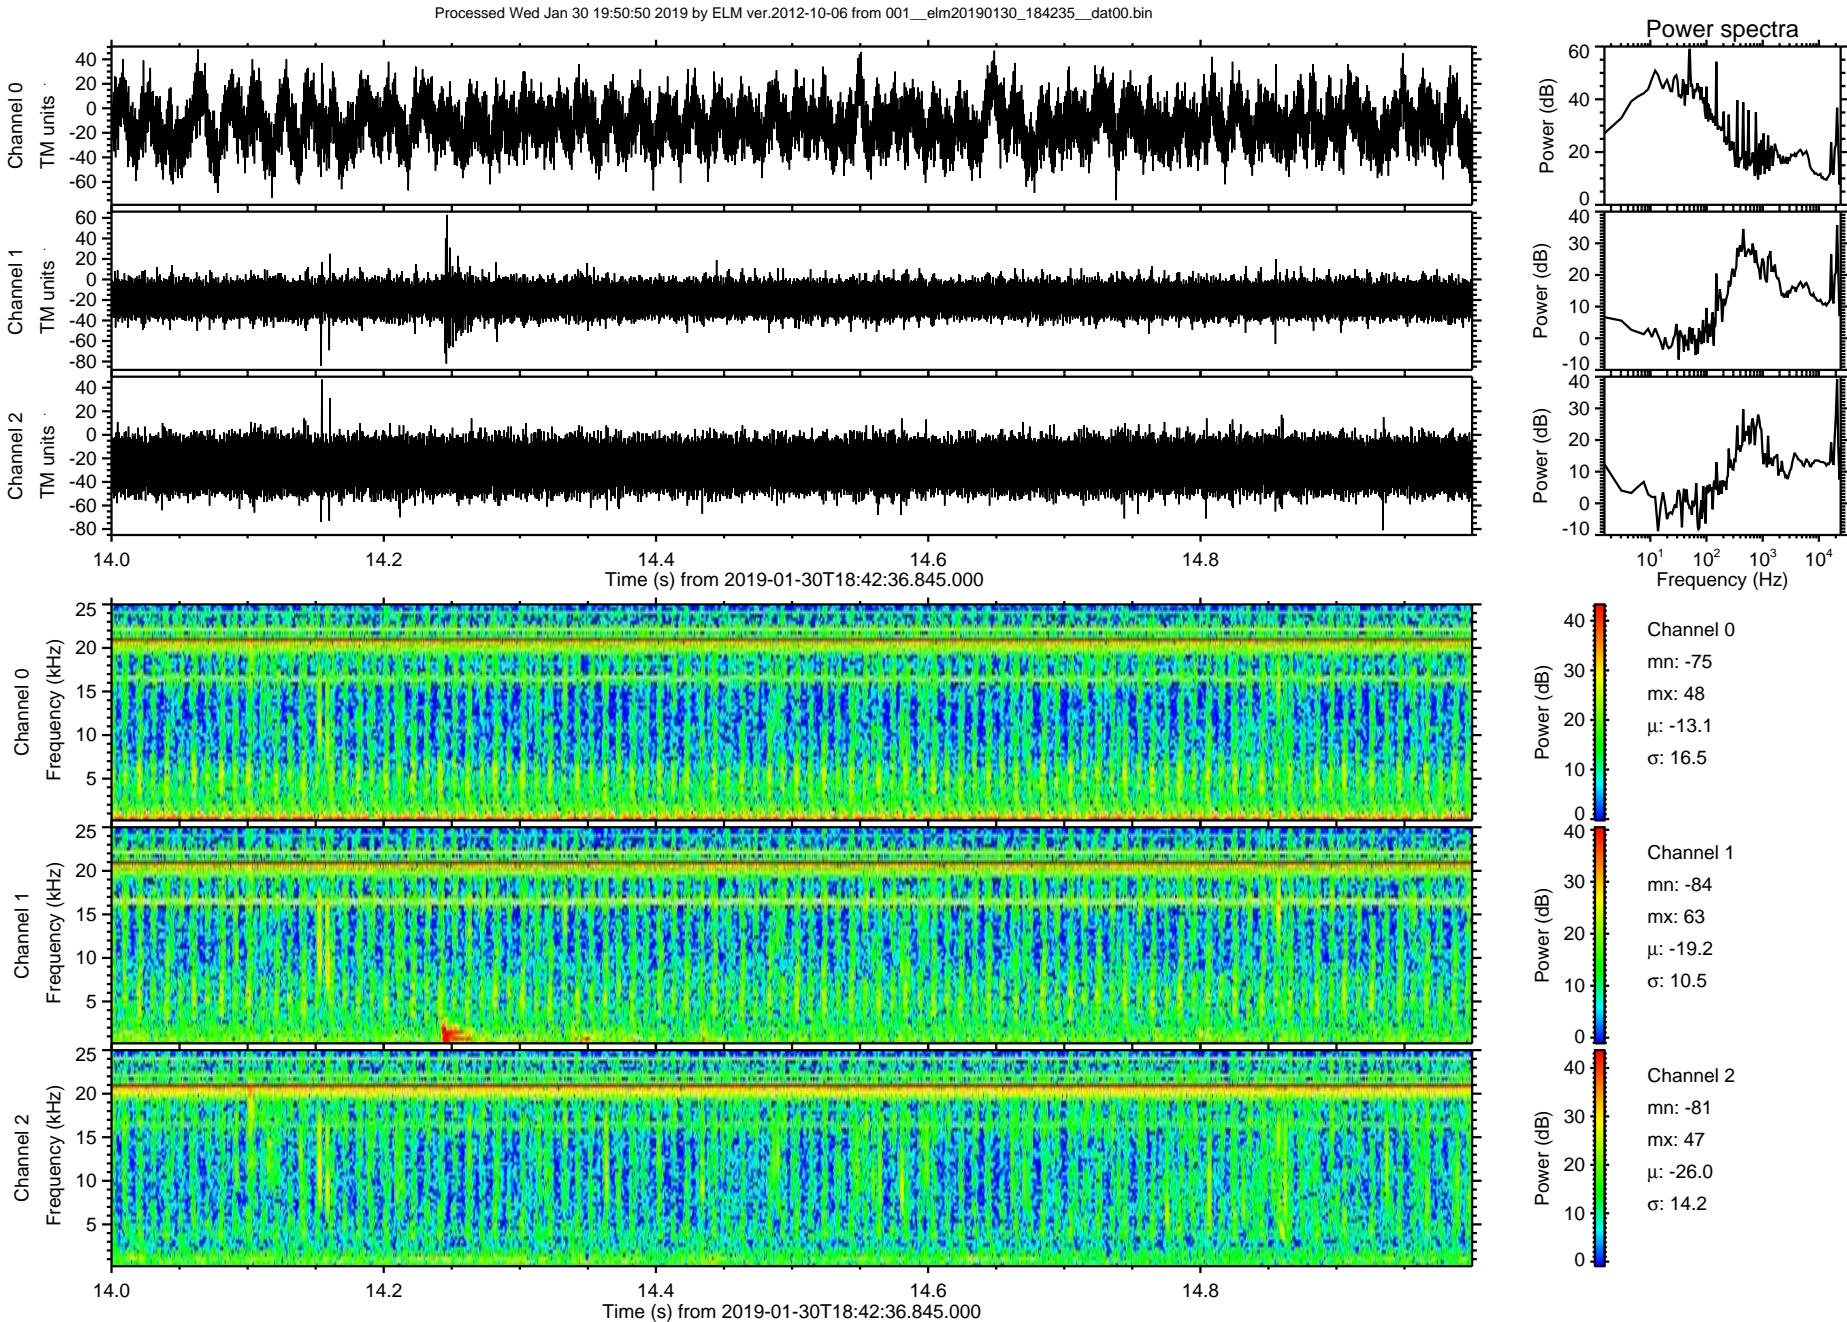 Processed Wed Jan 30 19:50:50 2019 by ELM ver.2012-10-06 from 001__elm20190130_184235__dat00.bin
Power spectra
Channel 0
TM units
40
20
0
-20
-40
-60
Power (dB)
60
40
20
0
Channel 1
TM units
60
40
20
0
-20
-40
-60
-80
Power (dB)
40
30
20
10
0
-10
Channel 2
TM units
40
20
0
-20
-40
-60
-80
Power (dB)
40
30
20
10
0
-10
14.0 14.2 14.4 14.6 14.8
Time (s) from 2019-01-30T18:42:36.845.000
10^1 10^2 10^3 10^4
Frequency (Hz)
Channel 0
Frequency (kHz)
25
20
15
10
5
Power (dB)
40
30
20
10
0
Channel 0
mn: -75
mx: 48
μ: -13.1
σ: 16.5
Channel 1
Frequency (kHz)
25
20
15
10
5
Power (dB)
40
30
20
10
0
Channel 1
mn: -84
mx: 63
μ: -19.2
σ: 10.5
Channel 2
Frequency (kHz)
25
20
15
10
5
Power (dB)
40
30
20
10
0
Channel 2
mn: -81
mx: 47
μ: -26.0
σ: 14.2
14.0 14.2 14.4 14.6 14.8
Time (s) from 2019-01-30T18:42:36.845.000